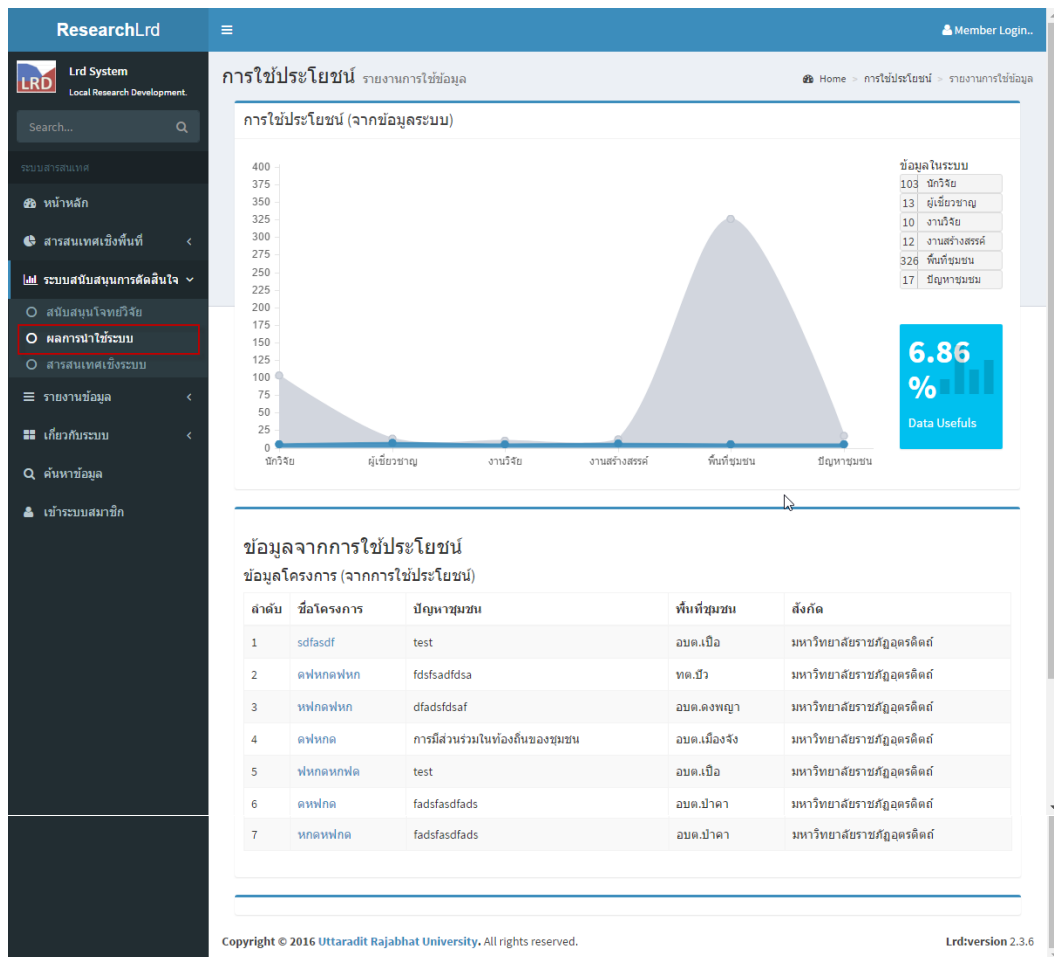 ResearchLrd
Member Login..
LRD
Lrd System
Local Research Development.
Search...
ระบบสารสนเทศ
หน้าหลัก
สารสนเทศเชิงพื้นที่
ระบบสนับสนุนการตัดสินใจ
สนับสนุนโจทย์วิจัย
ผลการนำใช้ระบบ
สารสนเทศเชิงระบบ
รายงานข้อมูล
เกี่ยวกับระบบ
ค้นหาข้อมูล
เข้าระบบสมาชิก
การใช้ประโยชน์ รายงานการใช้ข้อมูล
Home > การใช้ประโยชน์ > รายงานการใช้ข้อมูล
การใช้ประโยชน์ (จากข้อมูลระบบ)
400
375
350
325
300
275
250
225
200
175
150
125
100
75
50
25
0
นักวิจัย ผู้เชี่ยวชาญ งานวิจัย งานสร้างสรรค์ พื้นที่ชุมชน ปัญหาชุมชน
ข้อมูลในระบบ
103 นักวิจัย
13 ผู้เชี่ยวชาญ
10 งานวิจัย
12 งานสร้างสรรค์
326 พื้นที่ชุมชน
17 ปัญหาชุมชม
6.86
%
Data Usefuls
ข้อมูลจากการใช้ประโยชน์
ข้อมูลโครงการ (จากการใช้ประโยชน์)
ลำดับ ชื่อโครงการ ปัญหาชุมชน พื้นที่ชุมชน สังกัด
1 sdfasdf test อบต.เปือ มหาวิทยาลัยราชภัฏอุตรดิตถ์
2 ดฟหกดฟหก fdsfsadfdsa ทต.ปัว มหาวิทยาลัยราชภัฏอุตรดิตถ์
3 หฟกดฟหก dfadsfdsaf อบต.ดงพญา มหาวิทยาลัยราชภัฏอุตรดิตถ์
4 ดฟหกด การมีส่วนร่วมในท้องถิ่นของชุมชน อบต.เมืองจัง มหาวิทยาลัยราชภัฏอุตรดิตถ์
5 ฟหกดหกฟด test อบต.เปือ มหาวิทยาลัยราชภัฏอุตรดิตถ์
6 ดหฟกด fadsfasdfads อบต.ป่าคา มหาวิทยาลัยราชภัฏอุตรดิตถ์
7 หกดหฟกด fadsfasdfads อบต.ป่าคา มหาวิทยาลัยราชภัฏอุตรดิตถ์
Copyright © 2016 Uttaradit Rajabhat University. All rights reserved.
Lrd:version 2.3.6